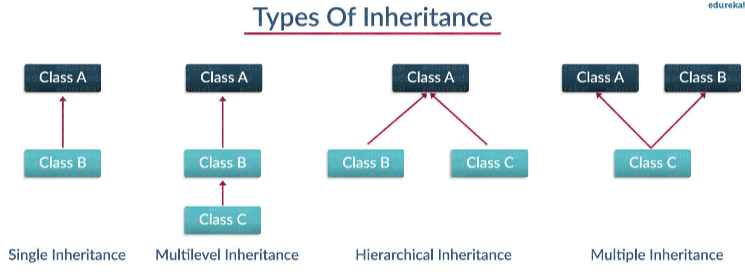 edureka!
Types Of Inheritance
Class A
Class B
Single Inheritance
Class A
Class B
Class C
Multilevel Inheritance
Class A
Class B Class C
Hierarchical Inheritance
Class A Class B
Class C
Multiple Inheritance